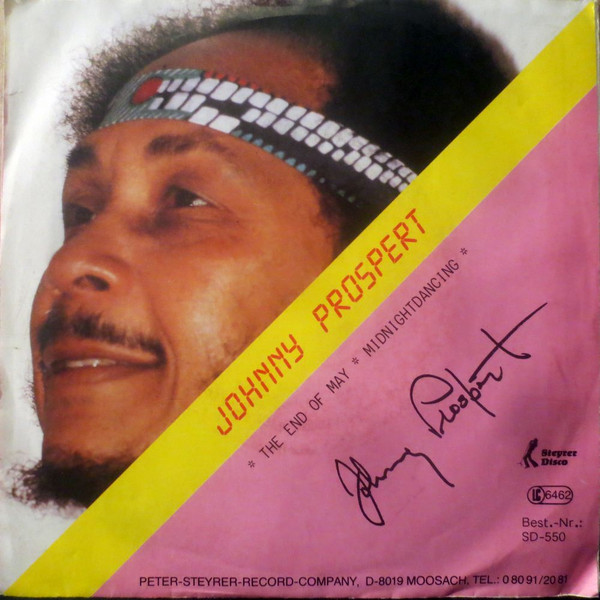 JOHNNY PROSPERT
* THE END OF MAY * MIDNIGHTDANCING *
Johnny Prospert
Steyrer
Disco
LC 6462
Best.-Nr.:
SD-550
PETER-STEYRER-RECORD-COMPANY, D-8019 MOOSACH, TEL.: 0 80 91/20 81